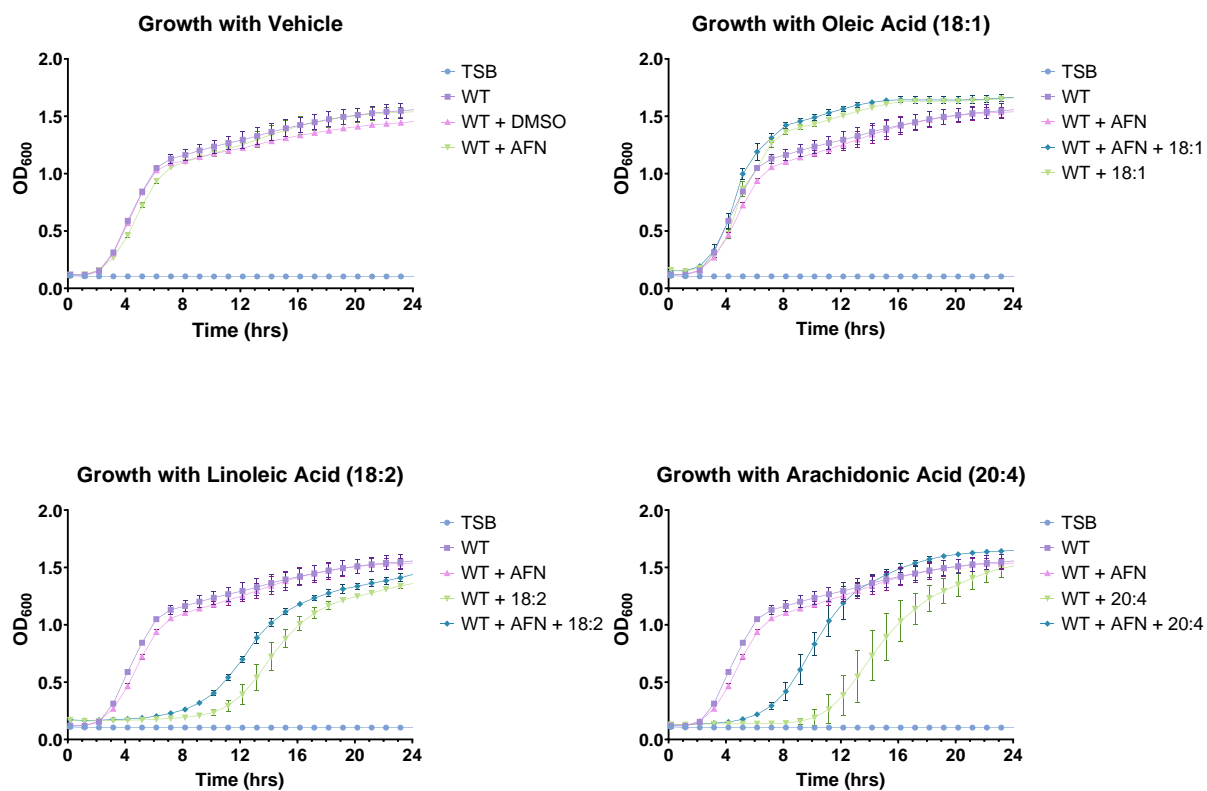 Growth with Vehicle
2.0
1.5
1.0
0.5
0.0
OD600
0 4 8 12 16 20 24
Time (hrs)
TSB
WT
WT + DMSO
WT + AFN
Growth with Oleic Acid (18:1)
2.0
1.5
1.0
0.5
0.0
OD600
0 4 8 12 16 20 24
Time (hrs)
TSB
WT
WT + AFN
WT + AFN + 18:1
WT + 18:1
Growth with Linoleic Acid (18:2)
2.0
1.5
1.0
0.5
0.0
OD600
0 4 8 12 16 20 24
Time (hrs)
TSB
WT
WT + AFN
WT + 18:2
WT + AFN + 18:2
Growth with Arachidonic Acid (20:4)
2.0
1.5
1.0
0.5
0.0
OD600
0 4 8 12 16 20 24
Time (hrs)
TSB
WT
WT + AFN
WT + 20:4
WT + AFN + 20:4